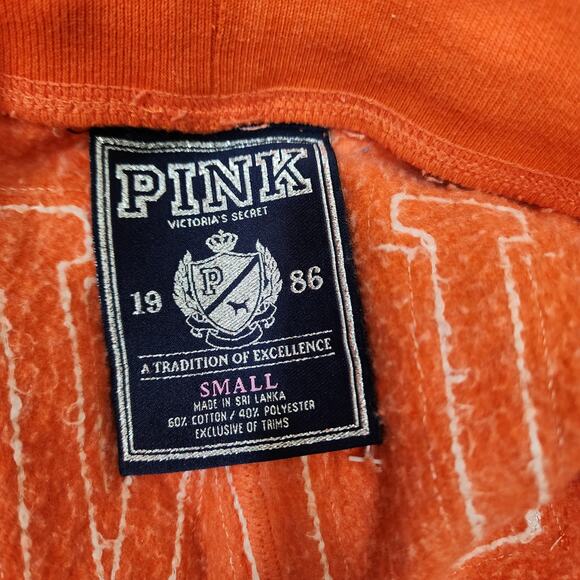 PINK
VICTORIA'S SECRET
P
19 86
A TRADITION OF EXCELLENCE
SMALL
MADE IN SRI LANKA
60% COTTON / 40% POLYESTER
EXCLUSIVE OF TRIMS